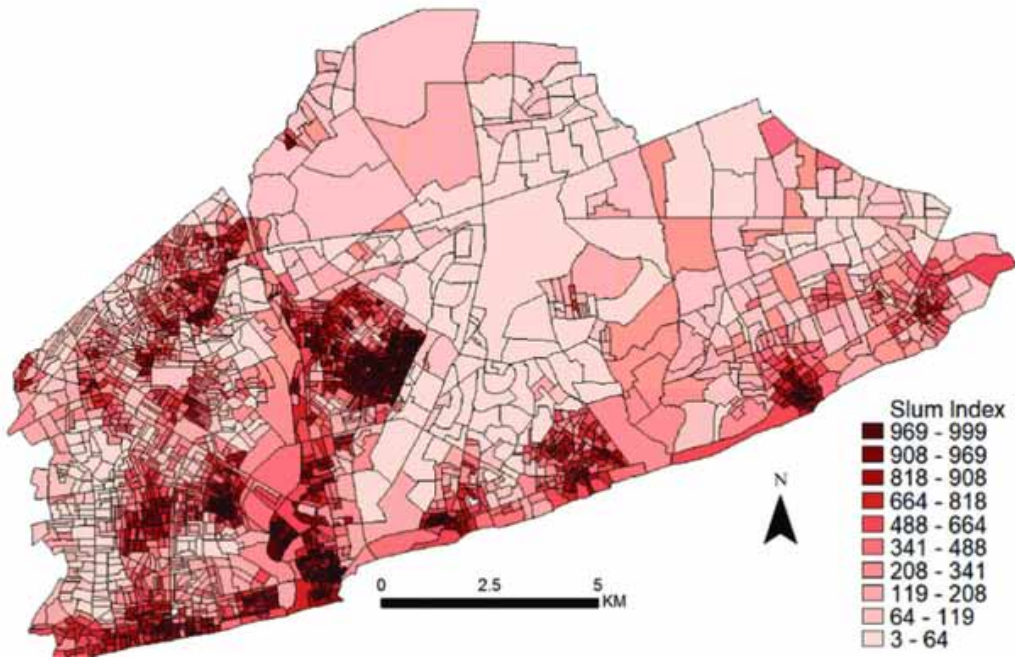 Slum Index
969 - 999
908 - 969
818 - 908
664 - 818
488 - 664
341 - 488
208 - 341
119 - 208
64 - 119
3 - 64
N
0 2.5 5
KM